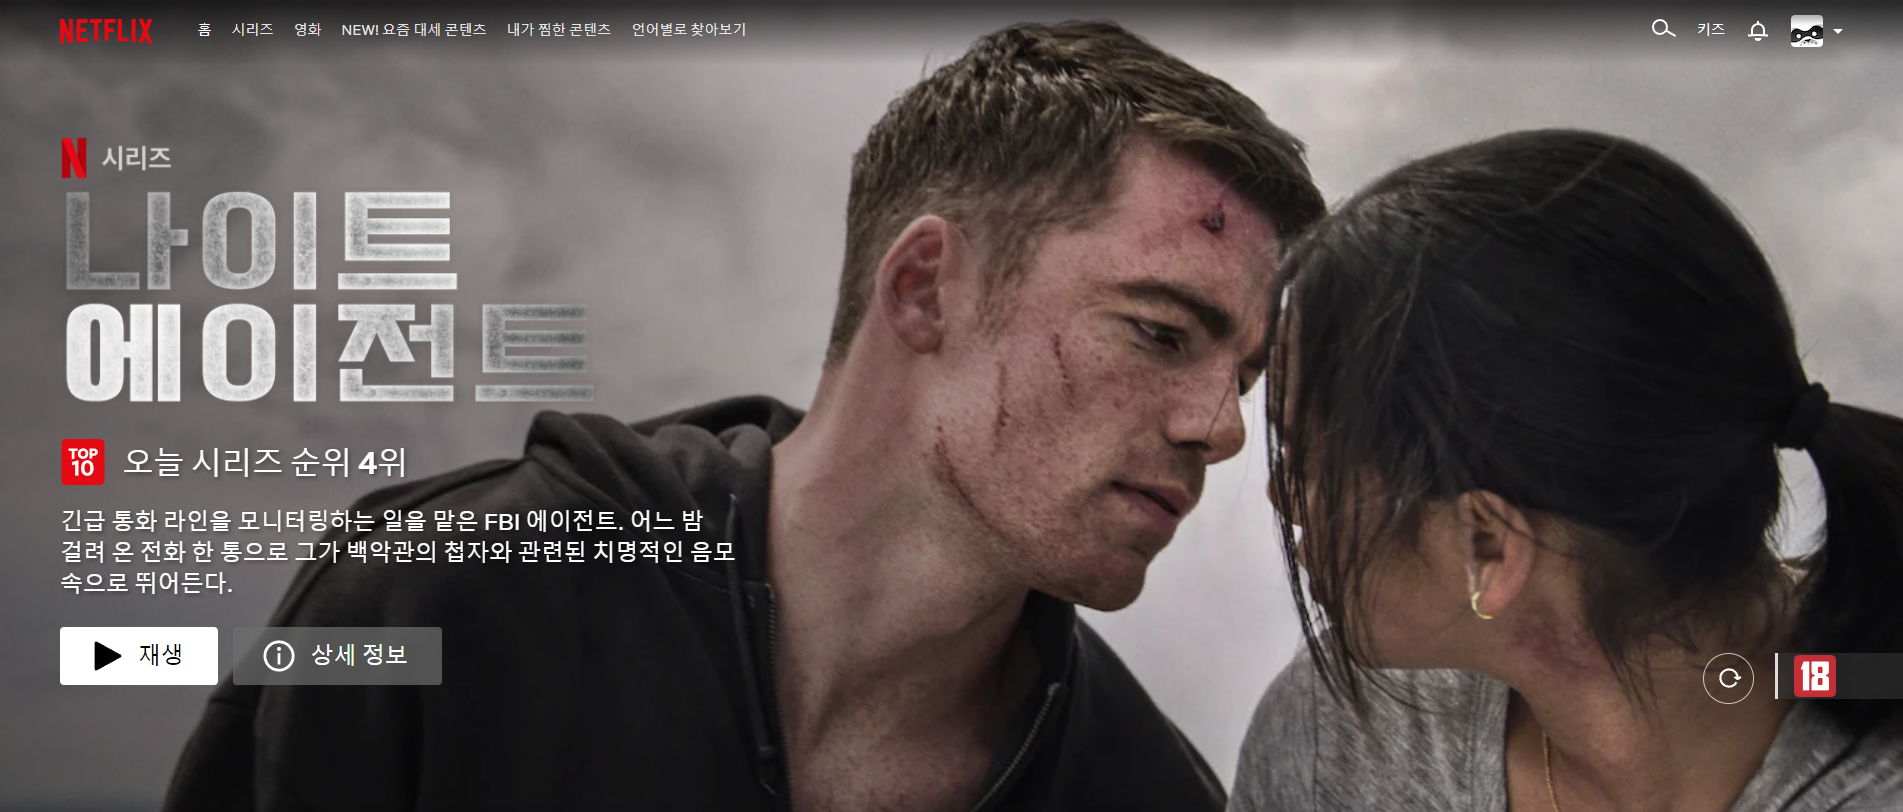 NETFLIX 홈 시리즈 영화 NEW! 요즘 대세 콘텐츠 내가 찜한 콘텐츠 언어별로 찾아보기 키즈
N 시리즈
나이트
에이전트
TOP 10 오늘 시리즈 순위 4위
긴급 통화 라인을 모니터링하는 일을 맡은 FBI 에이전트. 어느 밤
걸려 온 전화 한 통으로 그가 백악관의 첩자와 관련된 치명적인 음모
속으로 뛰어든다.
재생 상세 정보
18